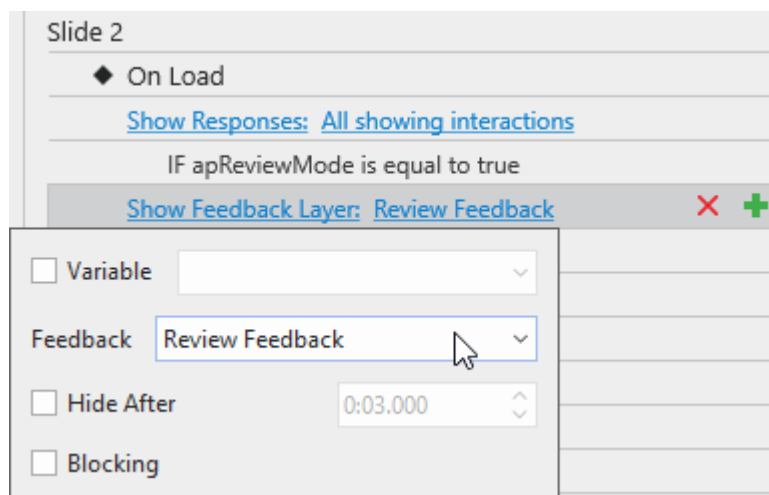 Slide 2
On Load
Show Responses: All showing interactions
IF apReviewMode is equal to true
Show Feedback Layer: Review Feedback
Variable
Feedback Review Feedback
Hide After 0:03.000
Blocking